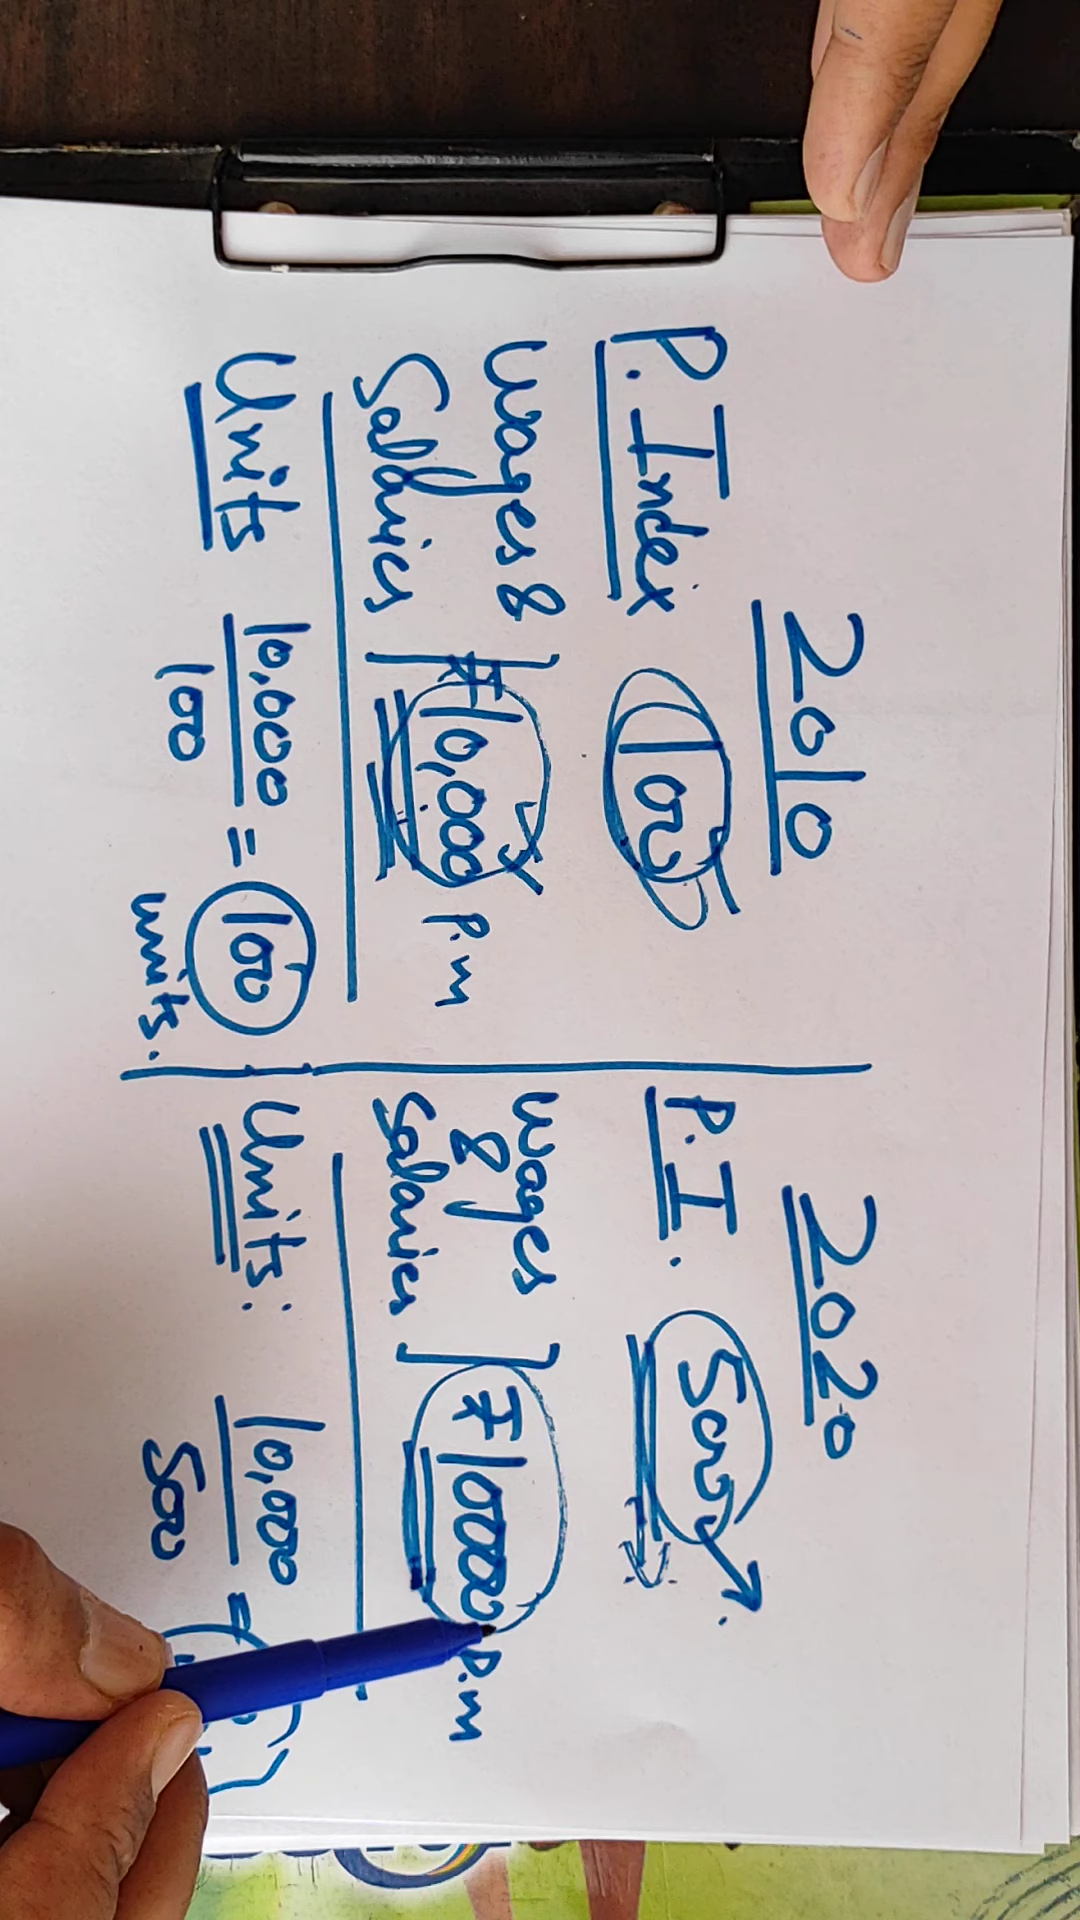 2010
P. Index 100
Wages &
Salaries ] ₹10,000 P.m
Units 10,000
100
= 100
units.
2020
P.I. 500
Wages
&
Salaries ] ₹10000 P.m
Units: 10,000
500
=